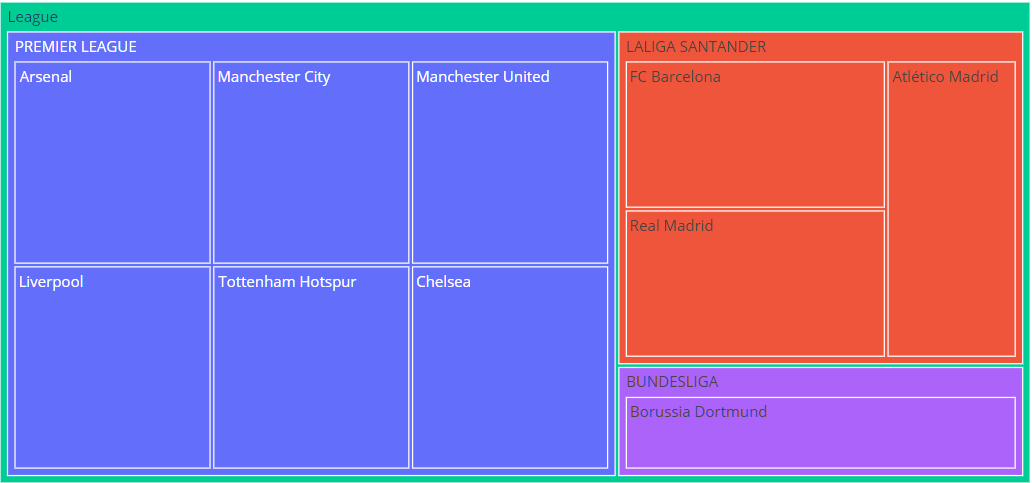 League
PREMIER LEAGUE
Arsenal
Manchester City
Manchester United
Liverpool
Tottenham Hotspur
Chelsea
LALIGA SANTANDER
FC Barcelona
Atlético Madrid
Real Madrid
BUNDESLIGA
Borussia Dortmund